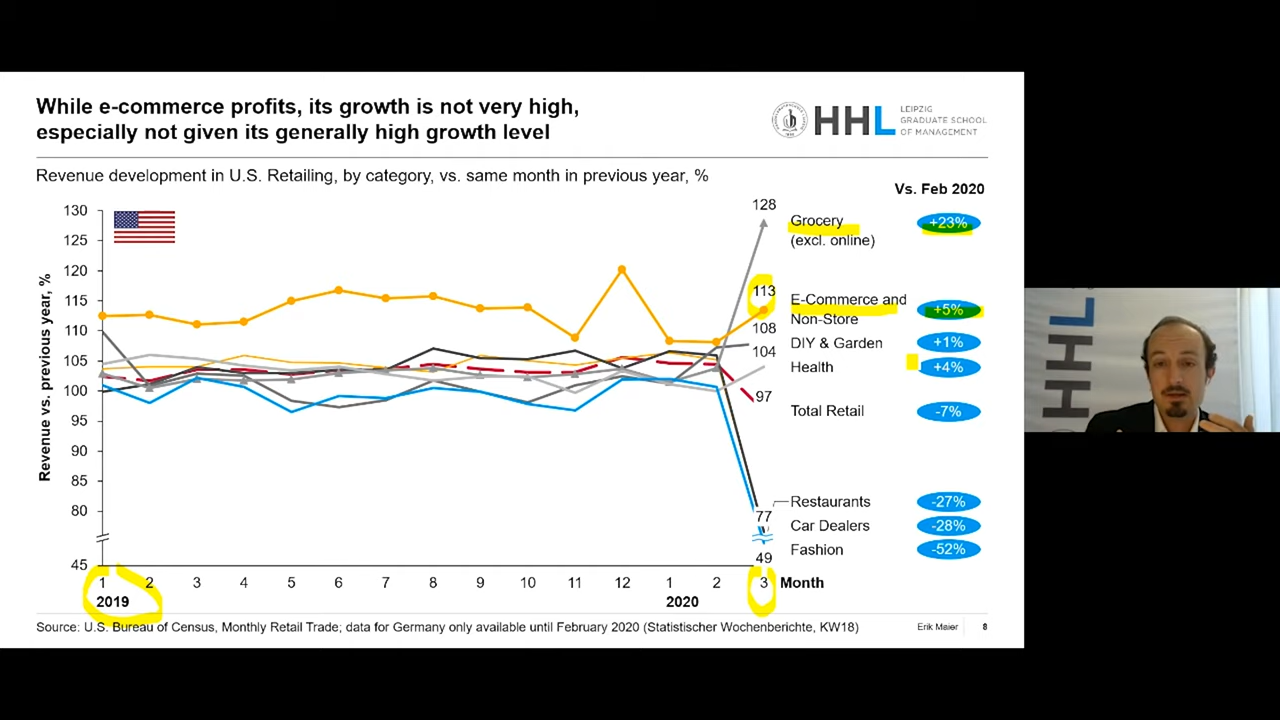 While e-commerce profits, its growth is not very high,
especially not given its generally high growth level
HHL
LEIPZIG
GRADUATE SCHOOL
OF MANAGEMENT
Revenue development in U.S. Retailing, by category, vs. same month in previous year, %
Vs. Feb 2020
Revenue vs. previous year, %
130
125
120
115
110
105
100
95
90
85
80
45
128
113
108
104
97
77
49
Grocery
(excl. online)
+23%
E-Commerce and
Non-Store
+5%
DIY & Garden
+1%
Health
+4%
Total Retail
-7%
Restaurants
-27%
Car Dealers
-28%
Fashion
-52%
1 2 3 4 5 6 7 8 9 10 11 12 1 2 3 Month
2019 2020
Source: U.S. Bureau of Census, Monthly Retail Trade; data for Germany only available until February 2020 (Statistischer Wochenberichte, KW18)
Erik Maier 8
HHL